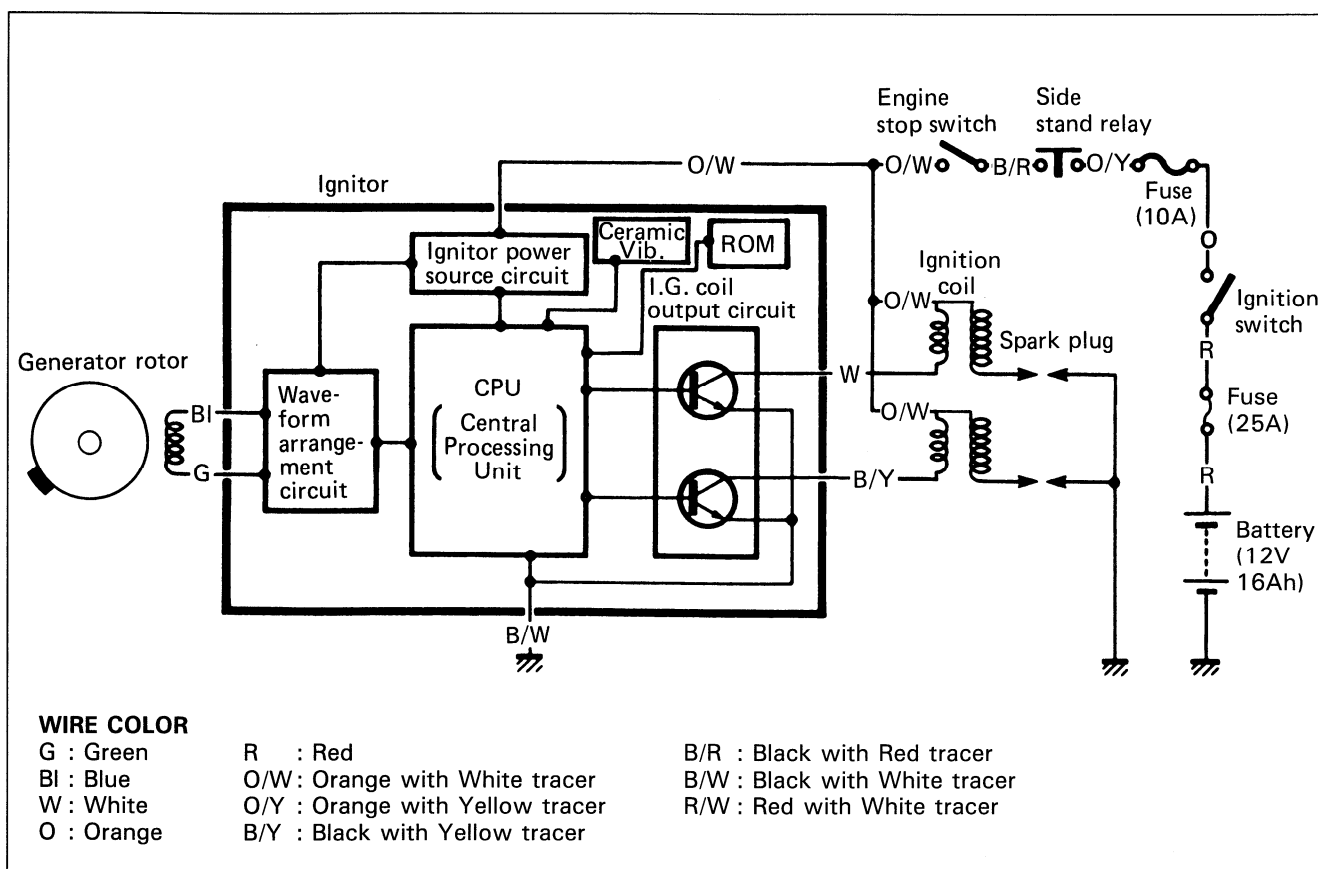 Engine
stop switch
Side
stand relay
O/W
O/W
B/R
O/Y
Fuse
(10A)
Ignitor
Ceramic
Vib.
ROM
Ignitor power
source circuit
O
I.G. coil
output circuit
Ignition
coil
O/W
Ignition
switch
Generator rotor
Spark plug
R
W
Wave-
form
arrange-
ment
circuit
CPU
Central
Processing
Unit
Bl
G
O/W
Fuse
(25A)
R
B/Y
Battery
(12V
16Ah)
B/W
WIRE COLOR
G : Green
Bl : Blue
W : White
O : Orange
R : Red
O/W : Orange with White tracer
O/Y : Orange with Yellow tracer
B/Y : Black with Yellow tracer
B/R : Black with Red tracer
B/W : Black with White tracer
R/W : Red with White tracer